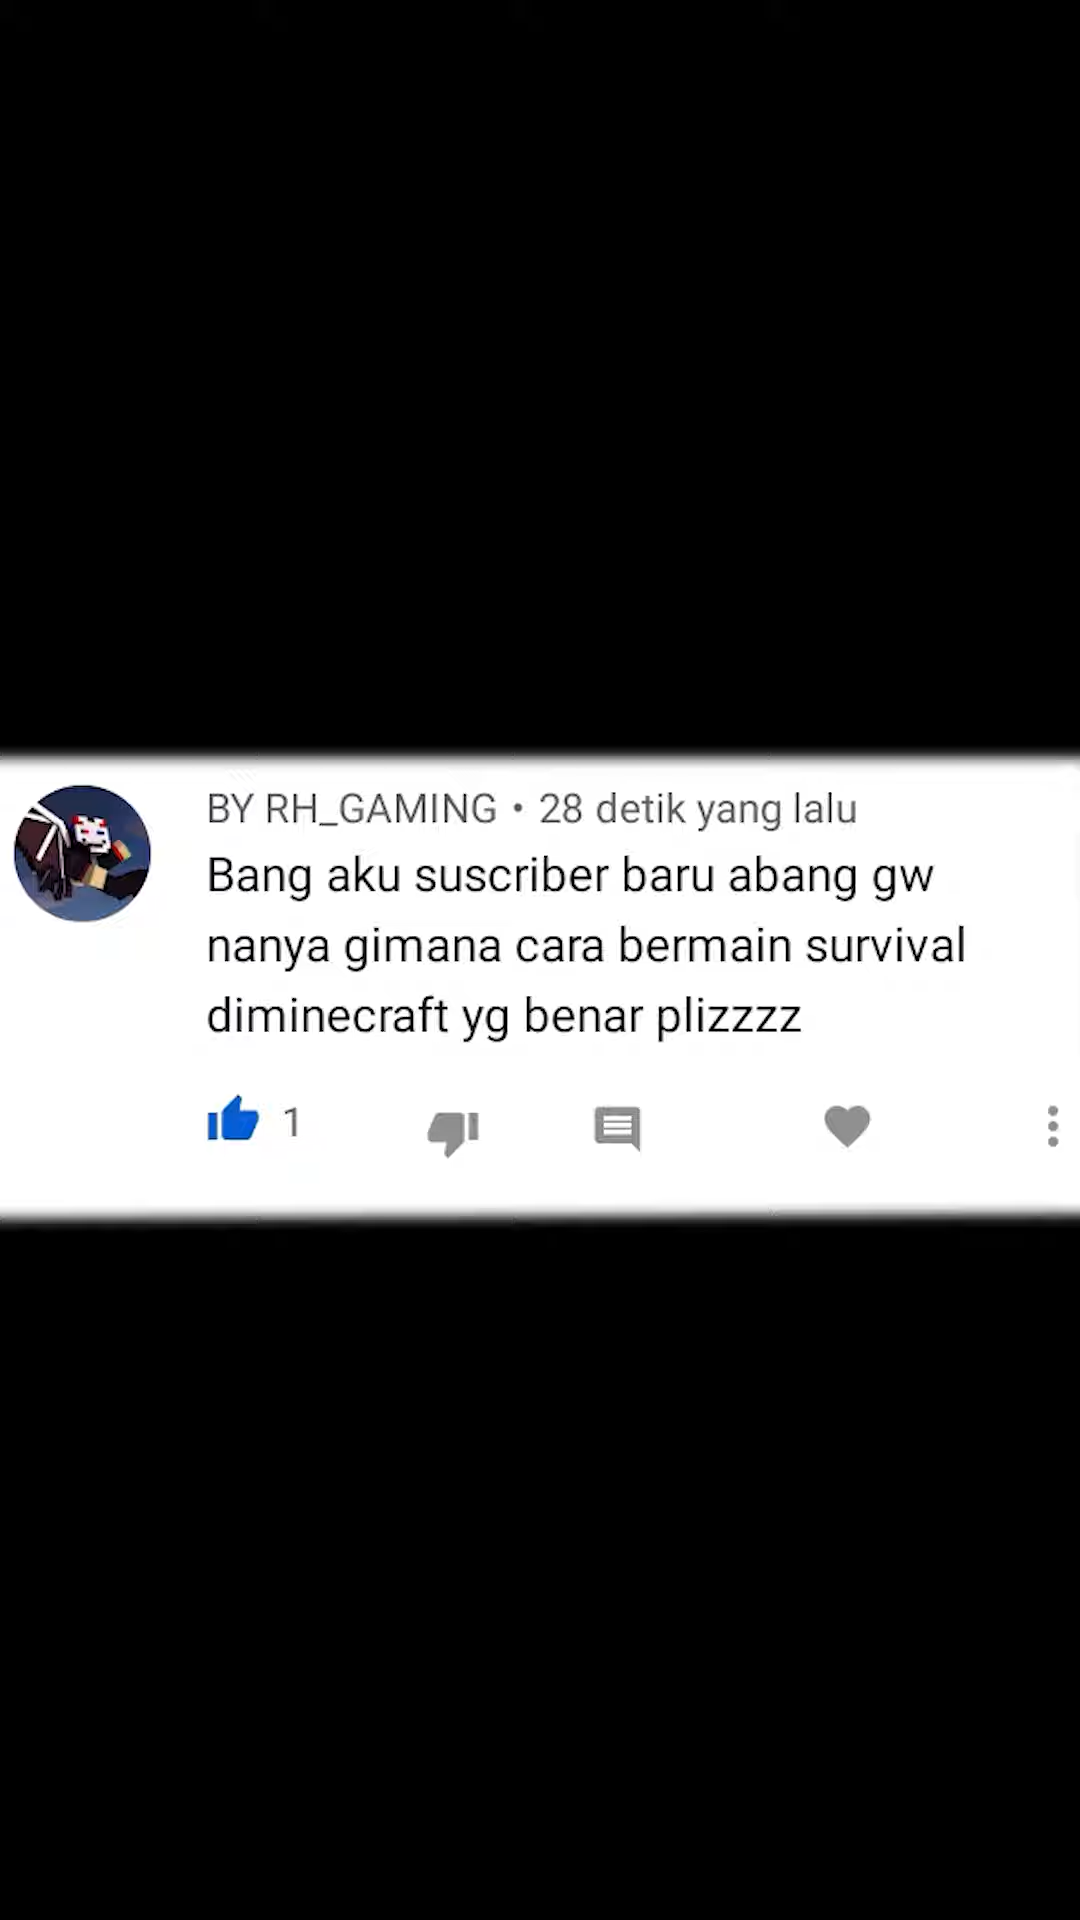 BY RH_GAMING • 28 detik yang lalu
Bang aku suscriber baru abang gw
nanya gimana cara bermain survival
diminecraft yg benar plizzzz
1